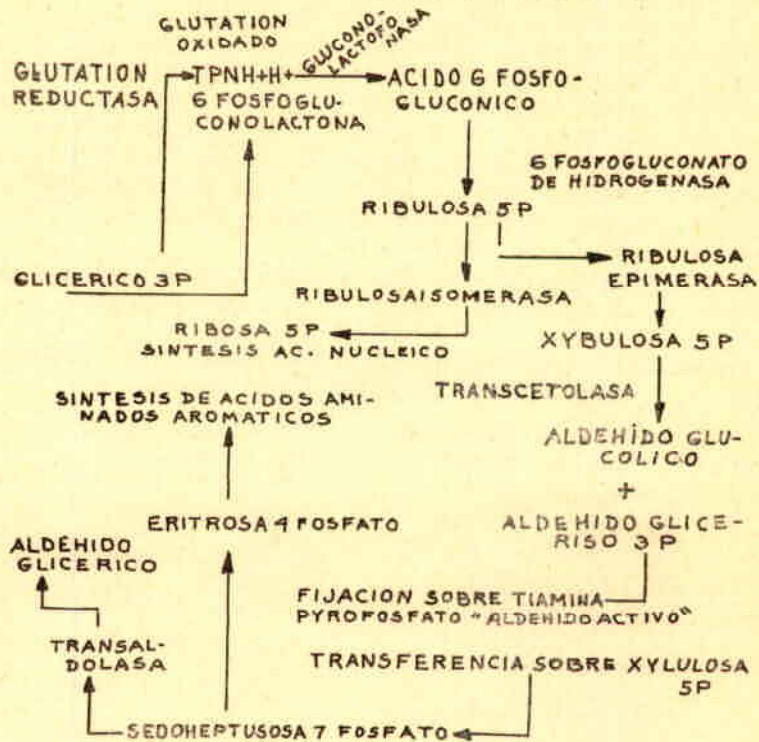 GLUTATION
OXIDADO
GLUCONO-
LACTOFO
NASA
GLUTATION
REDUCTASA
TPNH+H+
6 FOSFOGLU-
CONOLACTONA
ACIDO 6 FOSFO-
GLUCONICO
6 FOSFOGLUCONATO
DE HIDROGENASA
RIBULOSA 5P
GLICERICO 3P
RIBULOSA
EPIMERASA
RIBULOSAISOMERASA
RIBOSA 5P
SINTESIS AC. NUCLEICO
XYBULOSA 5P
SINTESIS DE ACIDOS AMI-
NADOS AROMATICOS
TRANSCETOLASA
ALDEHÍDO GLU-
COLICO
+
ERITROSA 4 FOSFATO
ALDEHIDO GLICE-
RISO 3P
ALDEHIDO
GLICERICO
FIJACION SOBRE TIAMINA
PYROFOSFATO "ALDEHIDO ACTIVO"
TRANSAL-
DOLASA
TRANSFERENCIA SOBRE XYLULOSA
5P
SEDOHEPTUSOSA 7 FOSFATO